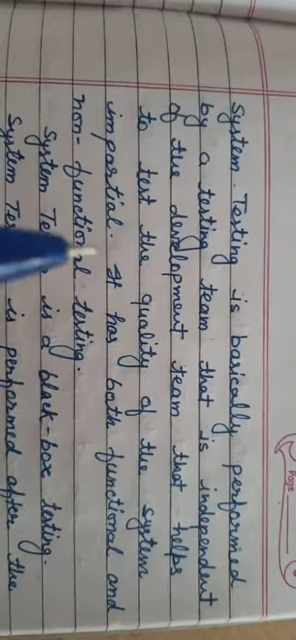 Page
System Testing is basically performed
by a testing team that is independent
of the development team that helps
to test the quality of the system
impartial. It has both functional and
non-functional testing.
System is a black-box testing.
System is performed after the